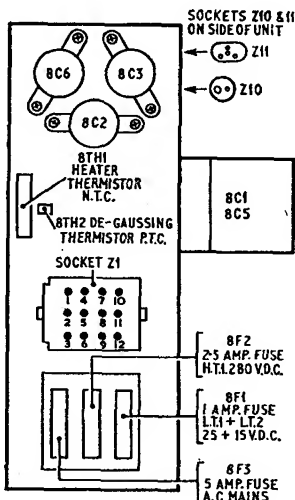 SOCKETS Z10 & 11
ON SIDE OF UNIT
Z11
Z10
8C6
8C3
8C2
8TH1
HEATER
THERMISTOR
N.T.C.
8TH2 DE-GAUSSING
THERMISTOR P.T.C.
8C1
8C5
SOCKET Z1
1 4 7 10
2 5 8 11
3 6 9 12
8F2
2·5 AMP. FUSE
H.T.1. 280 V.D.C.
8F1
1 AMP. FUSE
L.T.1 + L.T.2
25 + 15 V.D.C.
8F3
5 AMP. FUSE
A.C MAINS